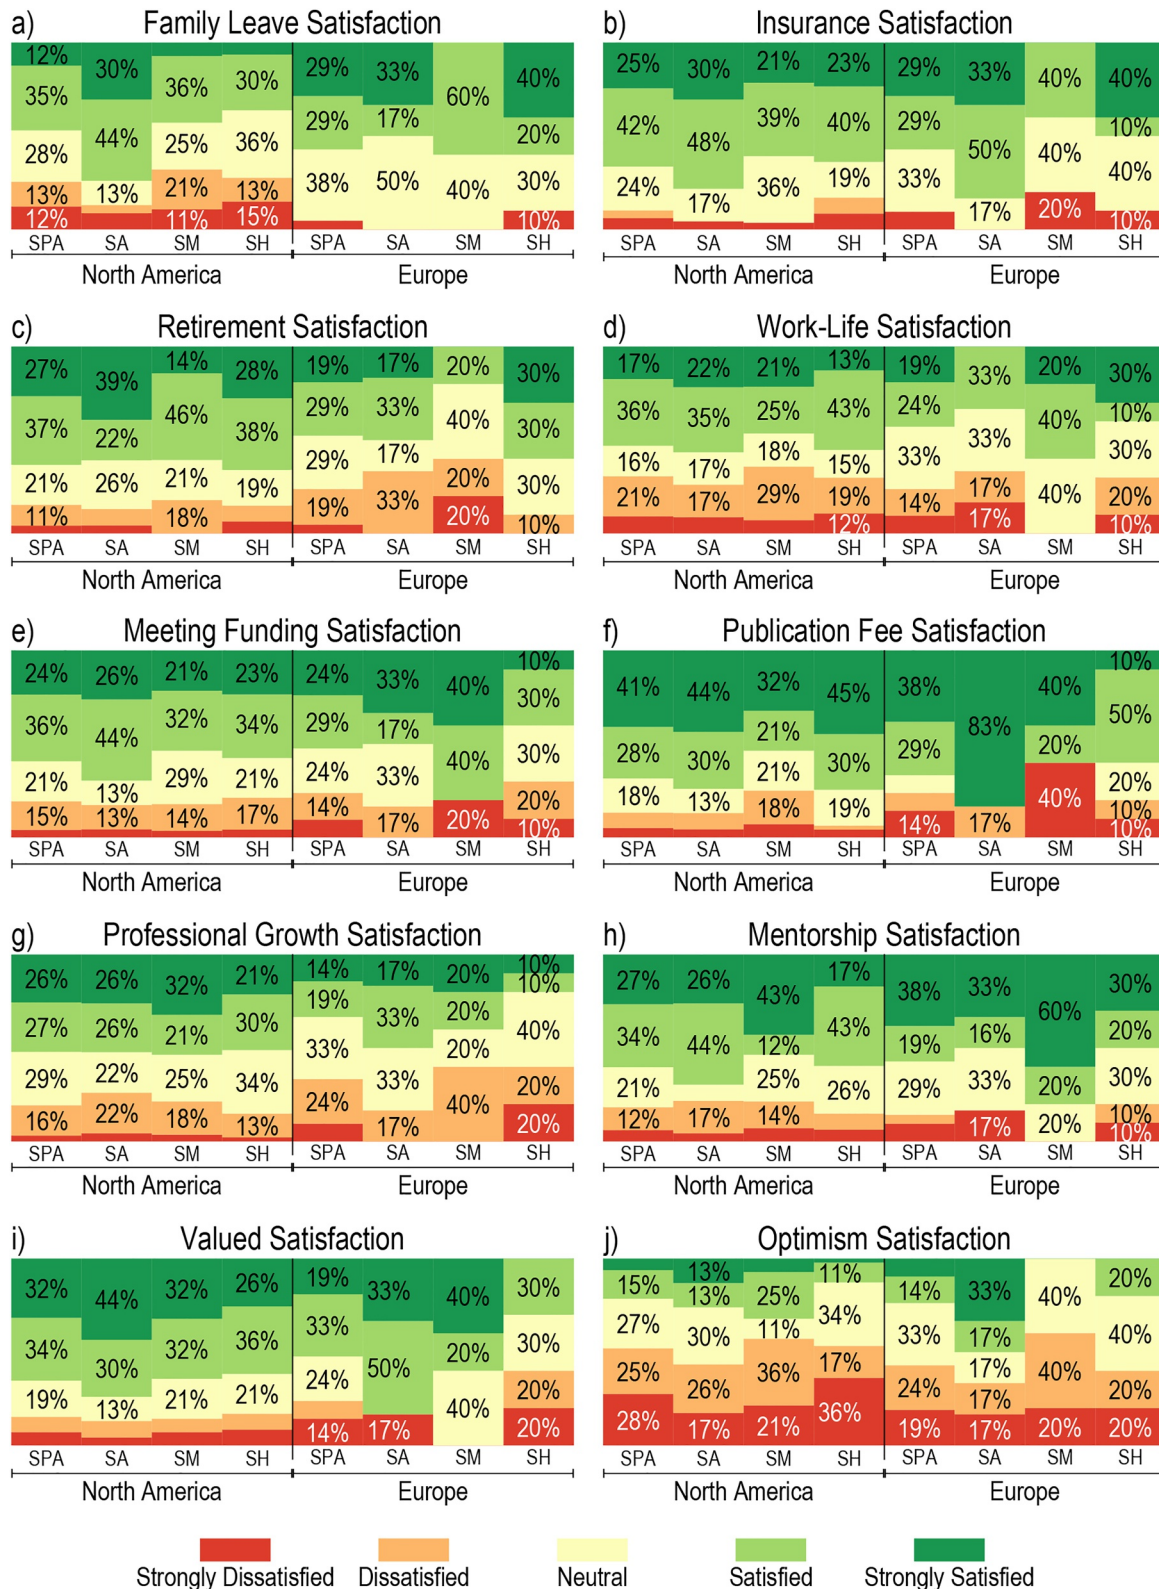 a) Family Leave Satisfaction
12% 30% 36% 30% 29% 33% 60% 40%
35% 44% 25% 36% 29% 17% 40% 20%
28% 13% 21% 13% 38% 50% 30%
13% 11% 15% 10%
12%
SPA SA SM SH SPA SA SM SH
North America Europe
b) Insurance Satisfaction
25% 30% 21% 23% 29% 33% 40% 40%
42% 48% 39% 40% 29% 50% 40% 10%
24% 17% 36% 19% 33% 17% 20% 40%
10%
SPA SA SM SH SPA SA SM SH
North America Europe
c) Retirement Satisfaction
27% 39% 14% 28% 19% 17% 20% 30%
37% 22% 46% 38% 29% 33% 40% 30%
21% 26% 21% 19% 29% 17% 20% 30%
11% 18% 19% 33% 20% 10%
SPA SA SM SH SPA SA SM SH
North America Europe
d) Work-Life Satisfaction
17% 22% 21% 13% 19% 33% 20% 30%
36% 35% 25% 43% 24% 33% 40% 10%
16% 17% 18% 15% 33% 17% 40% 30%
21% 17% 29% 19% 14% 17% 20%
12% 10%
SPA SA SM SH SPA SA SM SH
North America Europe
e) Meeting Funding Satisfaction
24% 26% 21% 23% 24% 33% 40% 10%
36% 44% 32% 34% 29% 17% 40% 30%
21% 13% 29% 21% 24% 33% 20% 30%
15% 13% 14% 17% 14% 17% 20%
10%
SPA SA SM SH SPA SA SM SH
North America Europe
f) Publication Fee Satisfaction
41% 44% 32% 45% 38% 83% 40% 10%
28% 30% 21% 30% 29% 17% 20% 50%
18% 13% 21% 19% 14% 40% 20%
18% 10%
10%
SPA SA SM SH SPA SA SM SH
North America Europe
g) Professional Growth Satisfaction
26% 26% 32% 21% 14% 17% 20% 10%
27% 26% 21% 30% 19% 33% 20% 10%
29% 22% 25% 34% 33% 33% 20% 40%
16% 22% 18% 13% 24% 17% 40% 20%
20%
SPA SA SM SH SPA SA SM SH
North America Europe
h) Mentorship Satisfaction
27% 26% 43% 17% 38% 33% 60% 30%
34% 44% 12% 43% 19% 16% 20% 20%
21% 17% 25% 26% 29% 33% 20% 30%
12% 14% 17% 10%
10%
SPA SA SM SH SPA SA SM SH
North America Europe
i) Valued Satisfaction
32% 44% 32% 26% 19% 33% 40% 30%
34% 30% 32% 36% 33% 50% 20% 30%
19% 13% 21% 21% 24% 17% 40% 20%
14% 20%
SPA SA SM SH SPA SA SM SH
North America Europe
j) Optimism Satisfaction
15% 13% 25% 11% 14% 33% 40% 20%
27% 13% 11% 34% 33% 17% 40% 40%
25% 30% 36% 17% 24% 17% 20% 20%
28% 26% 21% 36% 19% 17% 20%
17% 17%
SPA SA SM SH SPA SA SM SH
North America Europe
Strongly Dissatisfied Dissatisfied Neutral Satisfied Strongly Satisfied